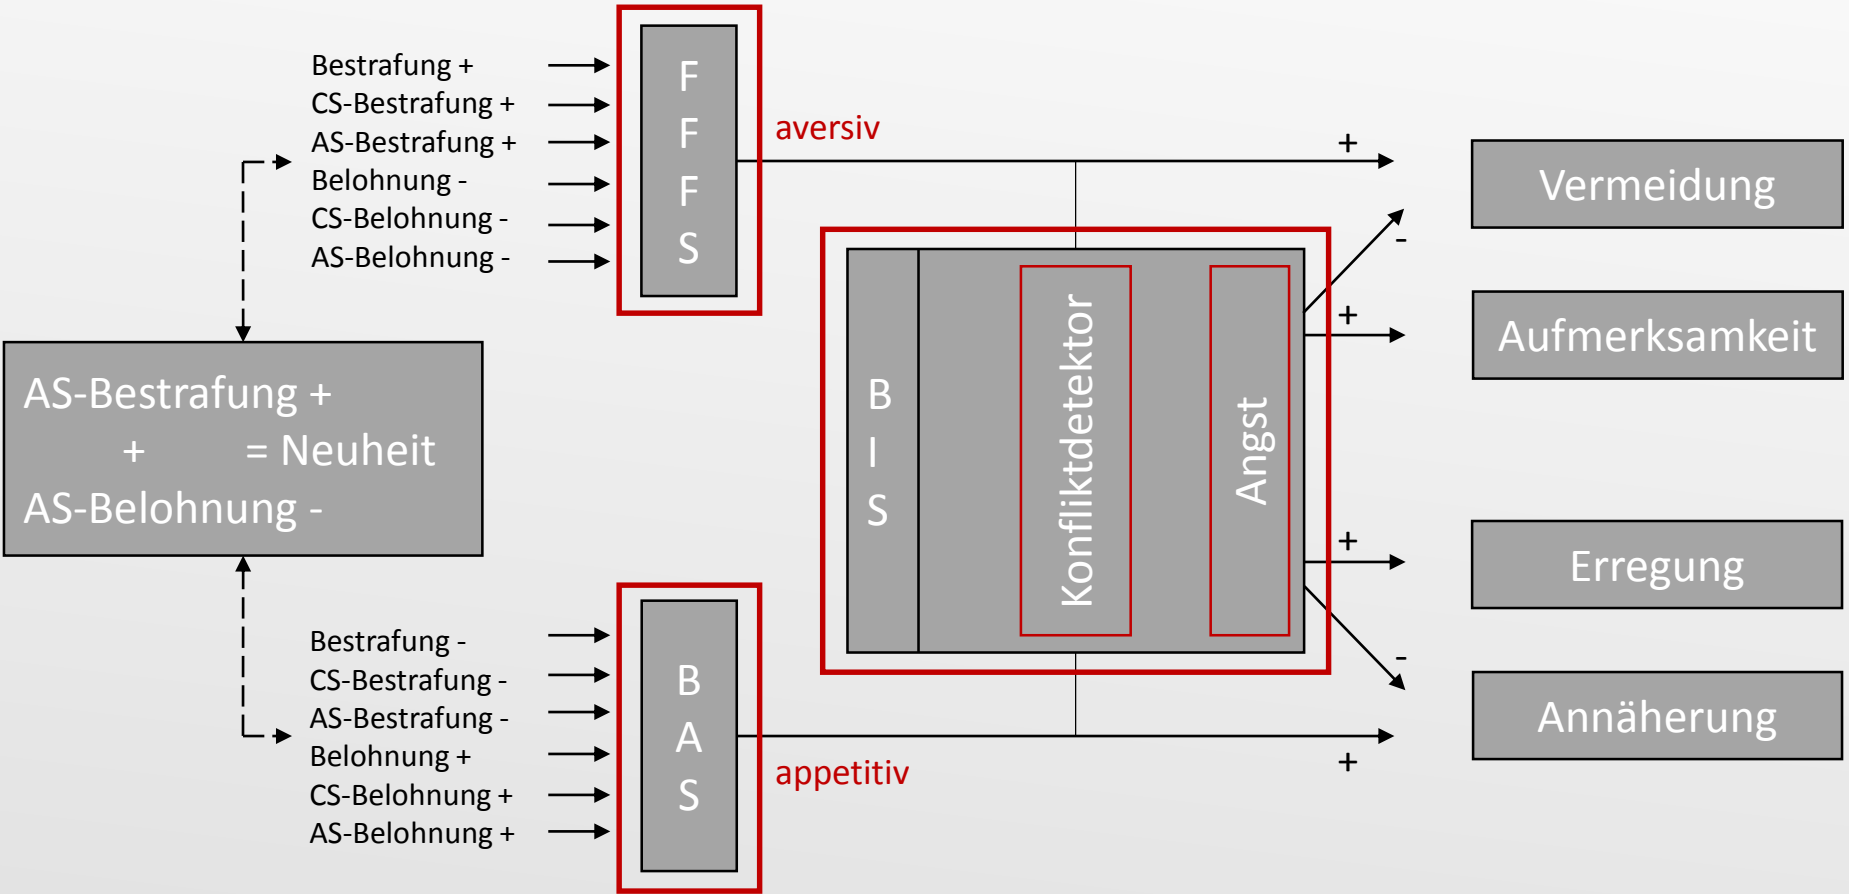 Bestrafung +
CS-Bestrafung +
AS-Bestrafung +
Belohnung -
CS-Belohnung -
AS-Belohnung -
F
F
F
S
aversiv
+
Vermeidung
-
+
Aufmerksamkeit
AS-Bestrafung +
+ = Neuheit
AS-Belohnung -
B
I
S
Konfliktdetektor
Angst
+
Erregung
-
+
Annäherung
Bestrafung -
CS-Bestrafung -
AS-Bestrafung -
Belohnung +
CS-Belohnung +
AS-Belohnung +
B
A
S
appetitiv